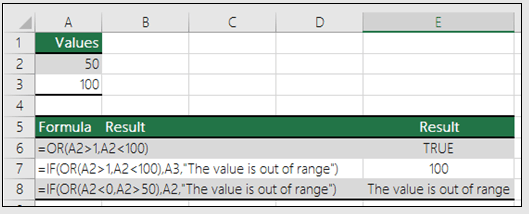 A B C D E
1 Values
2 50
3 100
4
5 Formula Result Result
6 =OR(A2>1,A2<100) TRUE
7 =IF(OR(A2>1,A2<100),A3,"The value is out of range") 100
8 =IF(OR(A2<0,A2>50),A2,"The value is out of range") The value is out of range